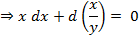 ⇒ x dx + d (x/y) = 0